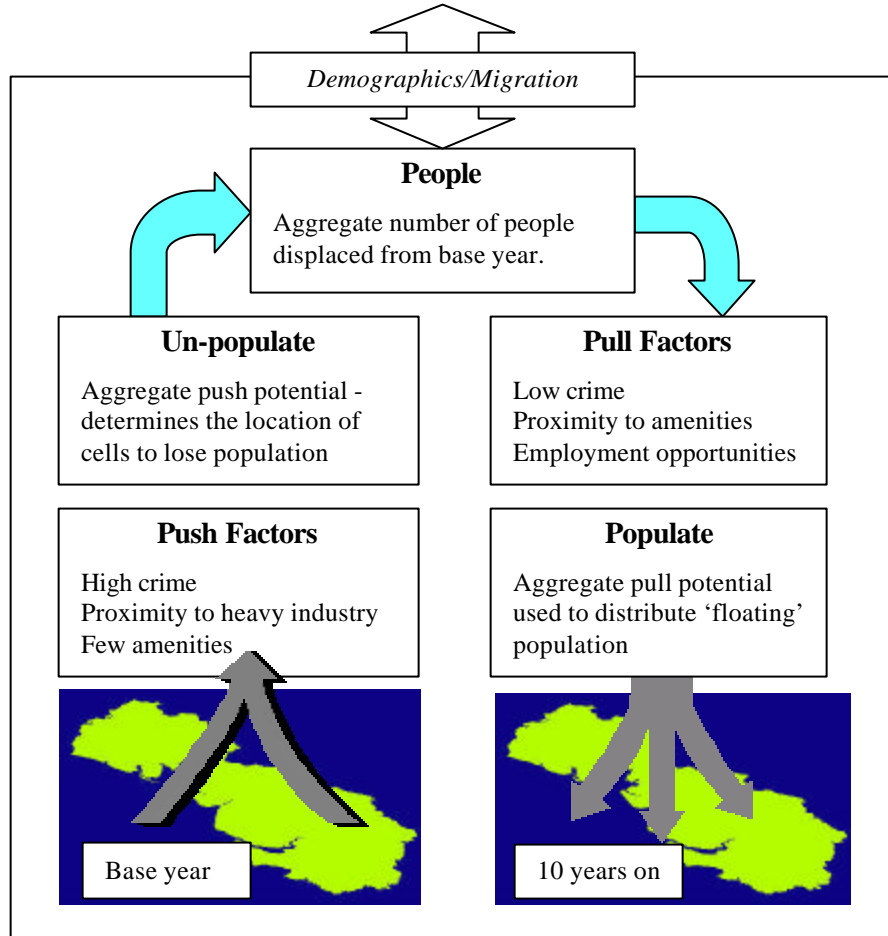 Demographics/Migration
People
Aggregate number of people
displaced from base year.
Un-populate
Aggregate push potential -
determines the location of
cells to lose population
Pull Factors
Low crime
Proximity to amenities
Employment opportunities
Push Factors
High crime
Proximity to heavy industry
Few amenities
Populate
Aggregate pull potential
used to distribute ‘floating’
population
Base year
10 years on